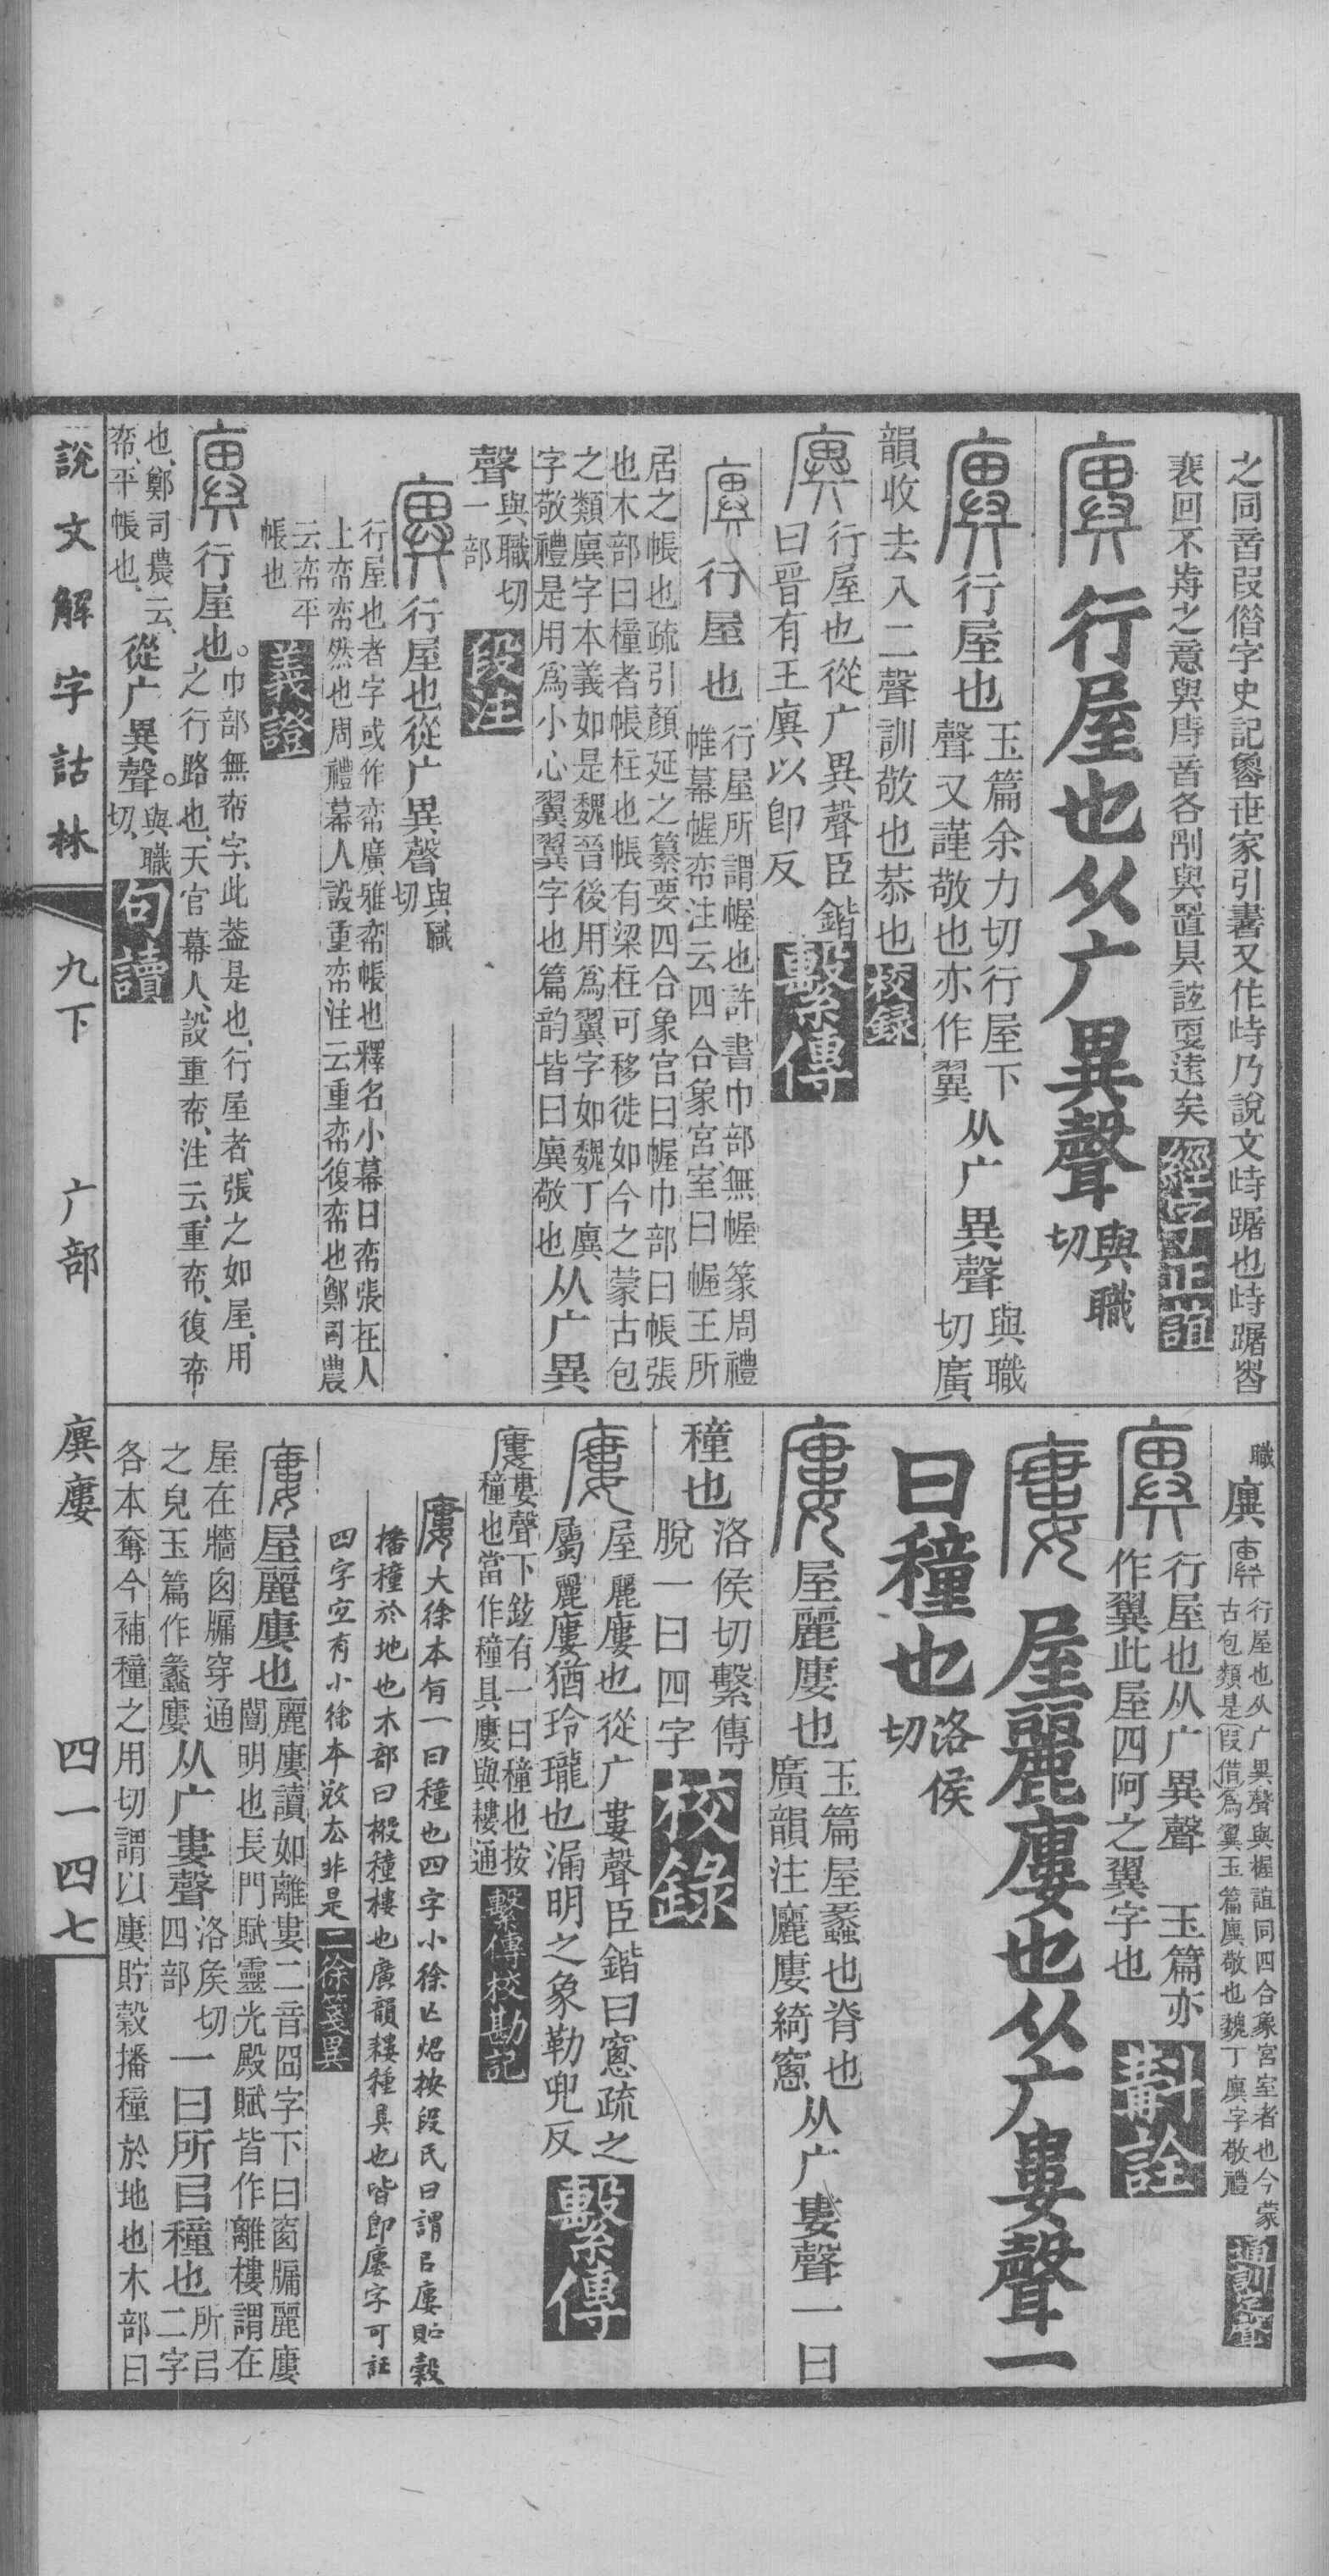 之同音叚借字史記魯世家引書又作峙乃說文峙踞也峙踞
裵回不歬之意與庤音各別與置具誼更遠矣
經字正誼
廙行屋也从广異聲與職
切
廙行屋也玉篇余力切行屋下
聲又謹敬也亦作翼
从广異聲與職
切廣
韻收去入二聲訓敬也恭也
校録
廙行屋也從广異聲臣鍇
曰晋有王廙以卽反
繫傳
廙行屋也行屋所謂幄也許書巾部無幄篆周禮
帷幕幄帟注云四合象宮室曰幄王所
居之帳也疏引顏延之纂要四合象宮曰幄巾部曰帳張
也木部曰橦者帳柱也帳有梁柱可移徙如今之蒙古包
之類廙字本義如是魏晉後用爲翼字如魏丁廙
字敬禮是用爲小心翼翼字也篇韵皆曰廙敬也
从广異
聲與職切
一部
段注
廙行屋也從广異聲與職
切
行屋也者字或作帟廣雅帟帳也釋名小幕曰帟張在人
上帟帟然也周禮幕人設重帟注云重帟復帟也鄭司農
云帟平
帳也
義證
廙行屋也。巾部無帟字、此蓋是也、行屋者、張之如屋、用
之行路也、天官幕人、設重帟、注云、重帟、復帟
也、鄭司農云、
帟、平帳也、
從广異聲。與職
切、
句讀
說文解字詁林
九下
广部
廙廔
四一四七
職
廙廙行屋也从广異聲與幄誼同四合象宮室者也今蒙
古包類是叚借爲翼玉篇廙敬也魏丁廙字敬禮
通訓定聲
廙行屋也从广異聲　玉篇亦
作翼此屋四阿之翼字也
斠詮
廔屋麗廔也从广婁聲一
曰穜也洛侯
切
廔屋麗廔也玉篇屋蠡也脊也
廣韻注廲廔綺窻
从广婁聲一曰
穜也洛侯切繫傳
脫一曰四字
校錄
廔屋麗廔也從广婁聲臣鍇曰窻疏之
屬麗廔猶玲瓏也漏明之象勒兜反
繫傳
廔婁聲下鉉有一曰穜也按
穜也當作穜具廔與耬通
繫傳校勘記
廔大徐本有一曰穜也四字小徐亾炤按段氏曰謂㠯廔貯穀
播穜於地也木部曰椴穜樓也廣韻耬種具也皆卽廔字可証
四字宐有小徐本敚厺非是
二徐箋異
廔屋麗廔也麗廔讀如離婁二音囧字下曰窗牖麗廔
闓明也長門賦靈光殿賦皆作離樓謂在
屋在牆囪牖穿通
之皃玉篇作蠡廔
从广婁聲洛矦切
四部
一曰所㠯穜也所㠯
二字
各本奪今補穜之用切謂以廔貯穀播穜於地也木部曰